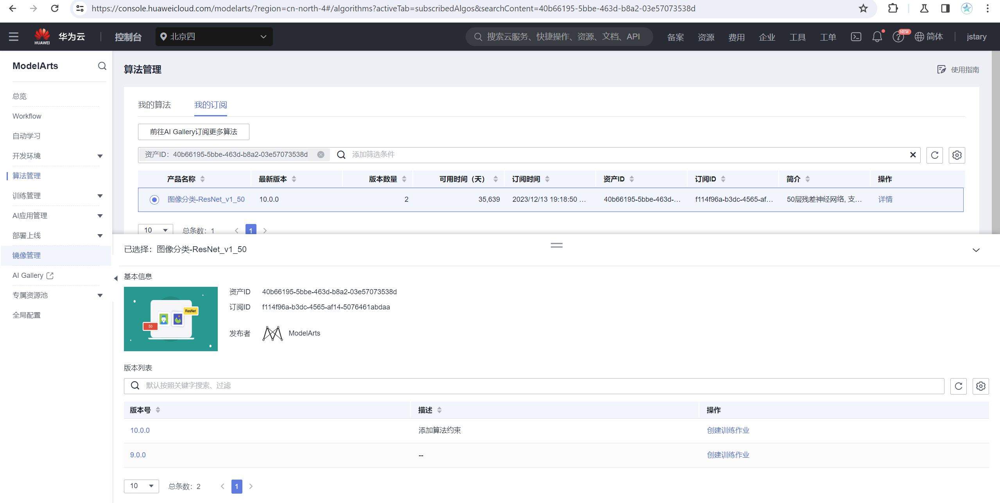 https://console.huaweicloud.com/modelarts/?region=cn-north-4#/algorithms?activeTab=subscribedAlgos&searchContent=40b66195-5bbe-463d-b8a2-03e57073538d
HUAWEI
华为云
控制台
北京四
搜索云服务、快捷操作、资源、文档、API
备案
资源
费用
企业
工具
工单
NEW
简体
jstary
ModelArts
总览
Workflow
自动学习
开发环境
算法管理
训练管理
AI应用管理
部署上线
镜像管理
AI Gallery
专属资源池
全局配置
算法管理
使用指南
我的算法 我的订阅
前往AI Gallery订阅更多算法
资产ID：40b66195-5bbe-463d-b8a2-03e57073538d 添加筛选条件
产品名称 最新版本 版本数量 可用时间（天） 订阅时间 资产ID 订阅ID 简介 操作
图像分类-ResNet_v1_50 10.0.0 2 35,639 2023/12/13 19:18:50 ... 40b66195-5bbe-463d-... f114f96a-b3dc-4565-af... 50层残差神经网络, 支... 详情
10 总条数：1 1
已选择：图像分类-ResNet_v1_50
基本信息
ResNet
50
资产ID 40b66195-5bbe-463d-b8a2-03e57073538d
订阅ID f114f96a-b3dc-4565-af14-5076461abdaa
发布者 ModelArts
版本列表
默认按照关键字搜索、过滤
版本号 描述 操作
10.0.0 添加算法约束 创建训练作业
9.0.0 -- 创建训练作业
10 总条数：2 1